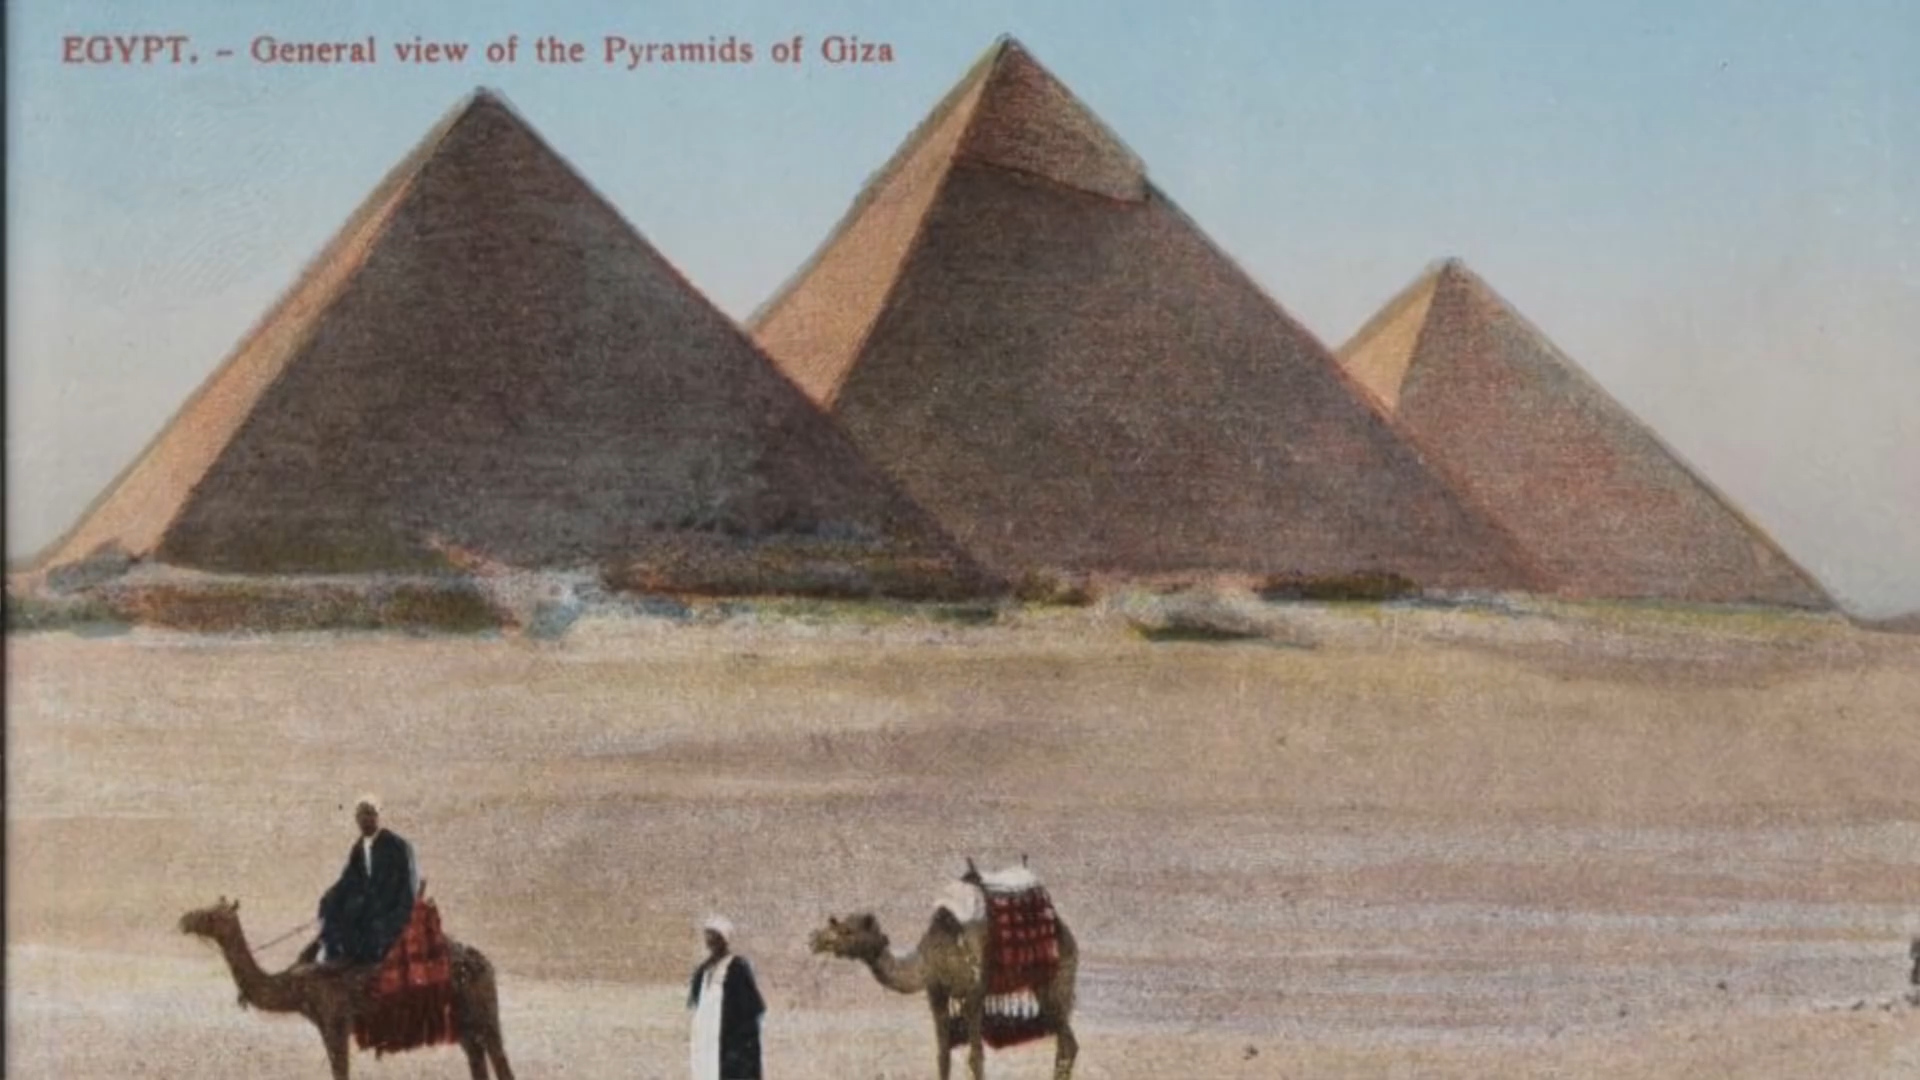 EGYPT. - General view of the Pyramids of Giza